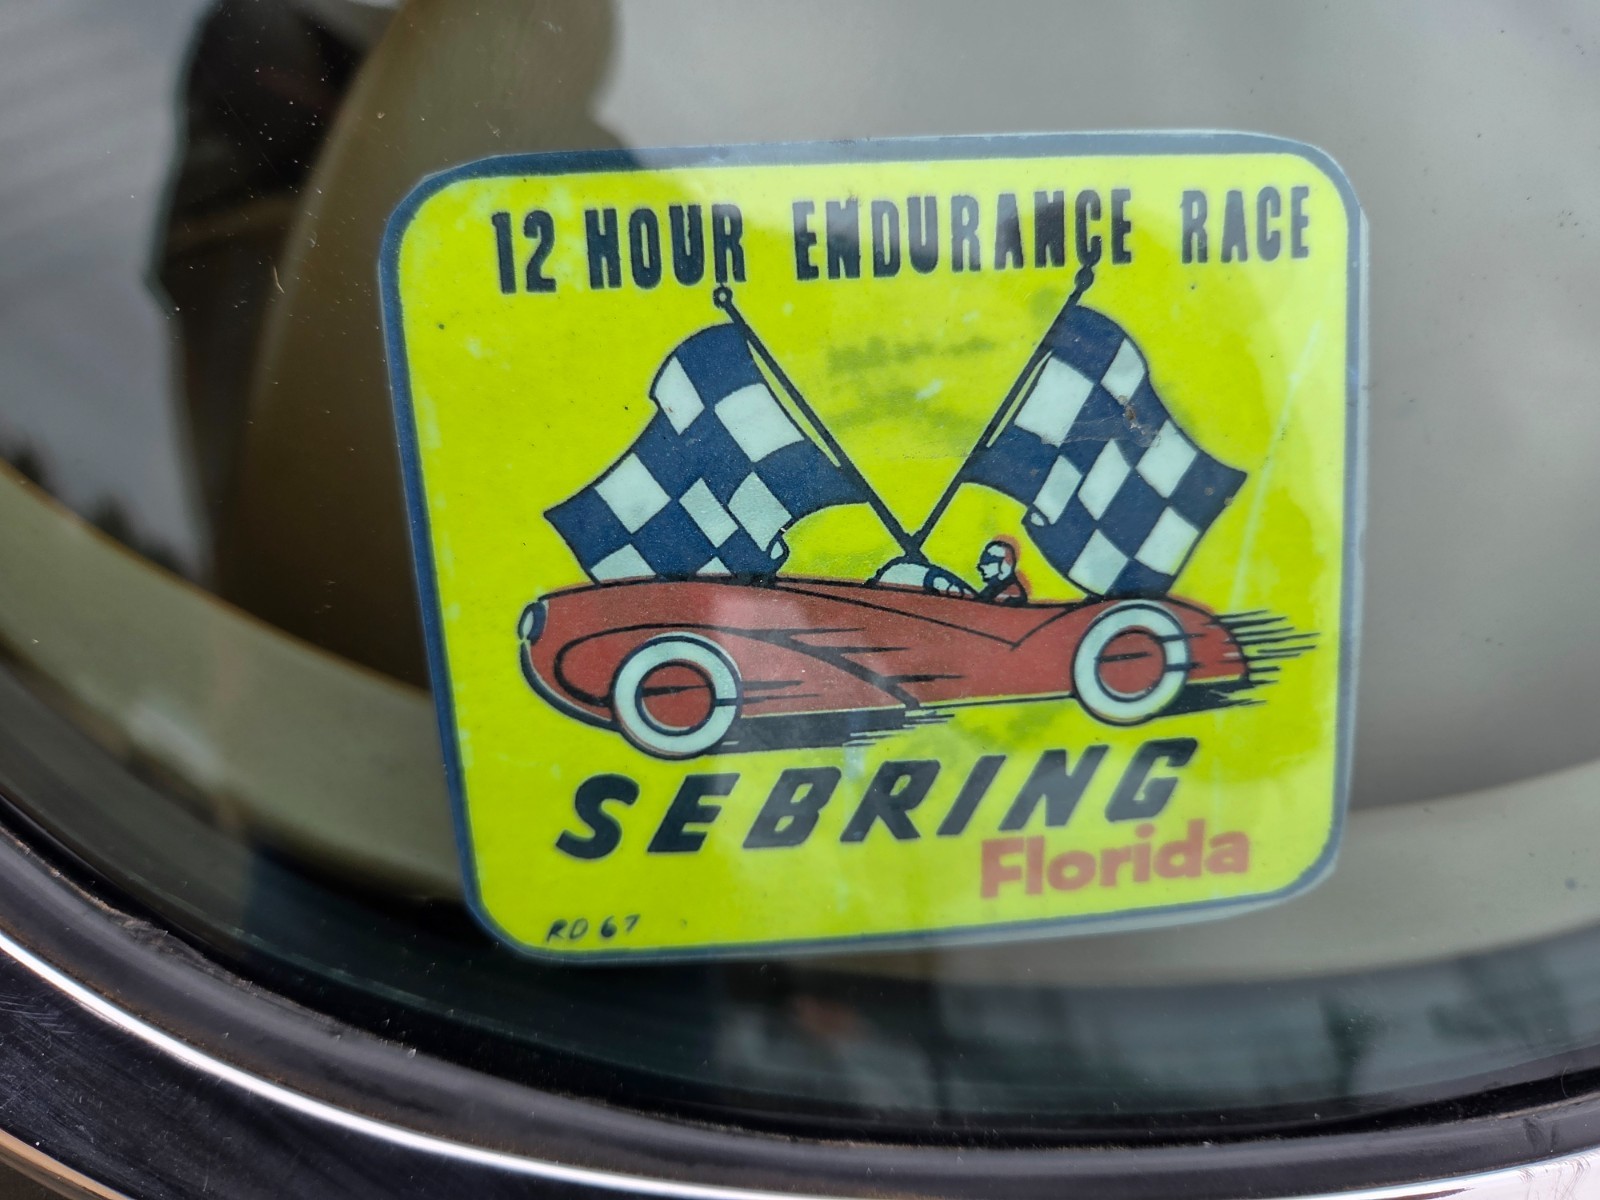 12 HOUR ENDURANCE RACE
SEBRING
Florida
RD 67